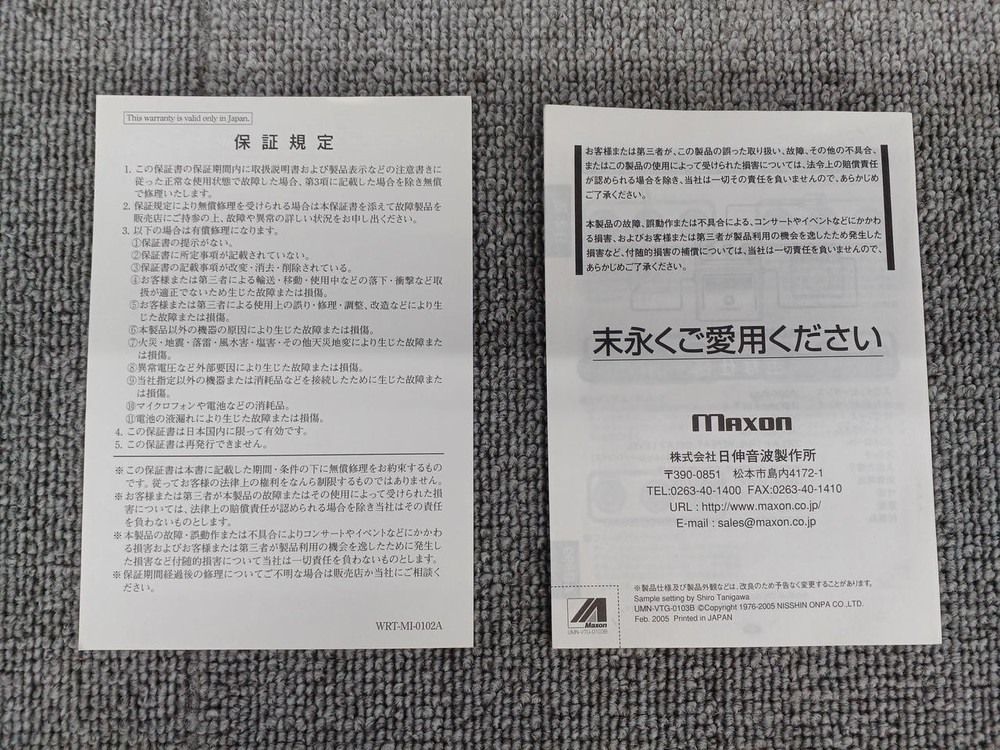 This warranty is valid only in Japan.
保証規定
1. この保証書の保証期間内に取扱説明書および製品表示などの注意書きに
従った正常な使用状態で故障した場合、第3項に記載した場合を除き無償
で修理いたします。
2. 保証規定により無償修理を受けられる場合は本保証書を添えて故障製品を
販売店にご持参の上、故障や異常の詳しい状況をお申し出ください。
3. 以下の場合は有償修理になります。
①保証書の提示がない。
②保証書に所定事項が記載されていない。
③保証書の記載事項が改変・消去・削除されている。
④お客様または第三者による輸送・移動・使用中などの落下・衝撃など取
扱が適正でないため生じた故障または損傷。
⑤お客様または第三者による使用上の誤り・修理・調整、改造などにより生
じた故障または損傷。
⑥本製品以外の機器の原因により生じた故障または損傷。
⑦火災・地震・落雷・風水害・塩害・その他天災地変により生じた故障また
は損傷。
⑧異常電圧など外部要因により生じた故障または損傷。
⑨当社指定以外の機器または消耗品などを接続したために生じた故障また
は損傷。
⑩マイクロフォンや電池などの消耗品。
⑪電池の液漏れにより生じた故障または損傷。
4. この保証書は日本国内に限って有効です。
5. この保証書は再発行できません。
※この保証書は本書に記載した期間・条件の下に無償修理をお約束するもの
です。従ってお客様の法律上の権利をなんら制限するものではありません。
※お客様または第三者が本製品の故障またはその使用によって受けられた損
害については、法律上の賠償責任が認められる場合を除き当社はその責任
を負わないものとします。
※本製品の故障・誤動作または不具合によりコンサートやイベントなどにかかわ
る損害およびお客様または第三者が製品利用の機会を逸したために発生し
た損害など付随的損害について当社は一切責任を負わないものとします。
※保証期間経過後の修理についてご不明な場合は販売店か当社にご相談く
ださい。
WRT-MI-0102A
お客様または第三者が、この製品の誤った取り扱い、故障、その他の不具合、
またはこの製品の使用によって受けられた損害については、法令上の賠償責任
が認められる場合を除き、当社は一切その責任を負いませんので、あらかじめ
ご了承ください。
本製品の故障、誤動作または不具合による、コンサートやイベントなどにかかわ
る損害、およびお客様または第三者が製品利用の機会を逸したため発生した
損害など、付随的損害の補償については、当社は一切責任を負いませんので、
あらかじめご了承ください。
末永くご愛用ください
maxon
株式会社 日伸音波製作所
〒390-0851 松本市島内4172-1
TEL:0263-40-1400 FAX:0263-40-1410
URL : http://www.maxon.co.jp/
E-mail : sales@maxon.co.jp
※製品仕様及び製品外観などは、改良のため予告なく変更することがあります。
Sample setting by Shiro Tanigawa
UMN-VTG-0103B ©Copyright 1976-2005 NISSHIN ONPA CO.,LTD.
Feb. 2005 Printed in JAPAN
Maxon
UMN-VTG-0103B